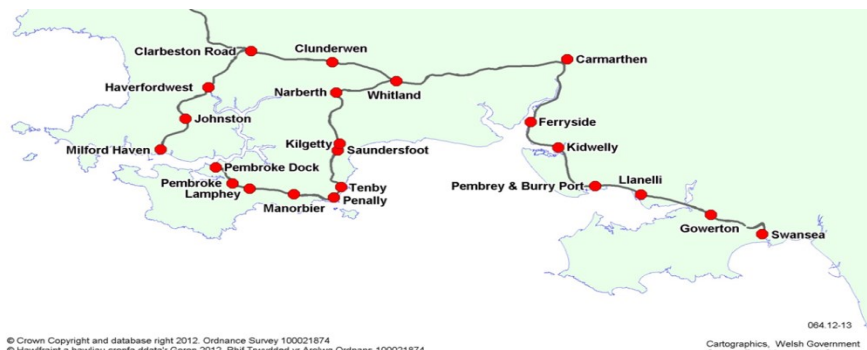 Clarbeston Road
Clunderwen
Carmarthen
Haverfordwest
Narberth
Whitland
Johnston
Ferryside
Milford Haven
Kilgetty
Saundersfoot
Kidwelly
Pembroke Dock
Pembroke
Lamphey
Tenby
Pembrey & Burry Port
Llanelli
Manorbier
Penally
Gowerton
Swansea
064.12-13
© Crown Copyright and database right 2012. Ordnance Survey 100021874
Cartographics, Welsh Government